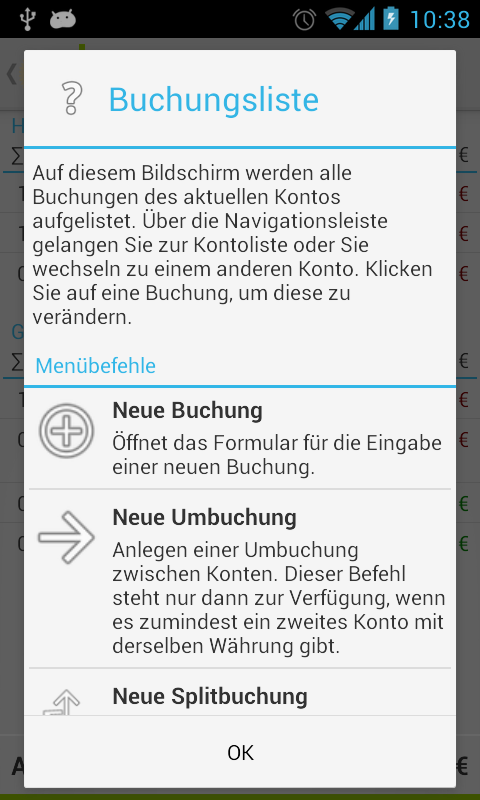 10:38
?
Buchungsliste
Auf diesem Bildschirm werden alle
Buchungen des aktuellen Kontos
aufgelistet. Über die Navigationsleiste
gelangen Sie zur Kontoliste oder Sie
wechseln zu einem anderen Konto. Klicken
Sie auf eine Buchung, um diese zu
verändern.
Menübefehle
Neue Buchung
Öffnet das Formular für die Eingabe
einer neuen Buchung.
Neue Umbuchung
Anlegen einer Umbuchung
zwischen Konten. Dieser Befehl
steht nur dann zur Verfügung, wenn
es zumindest ein zweites Konto mit
derselben Währung gibt.
Neue Splitbuchung
OK